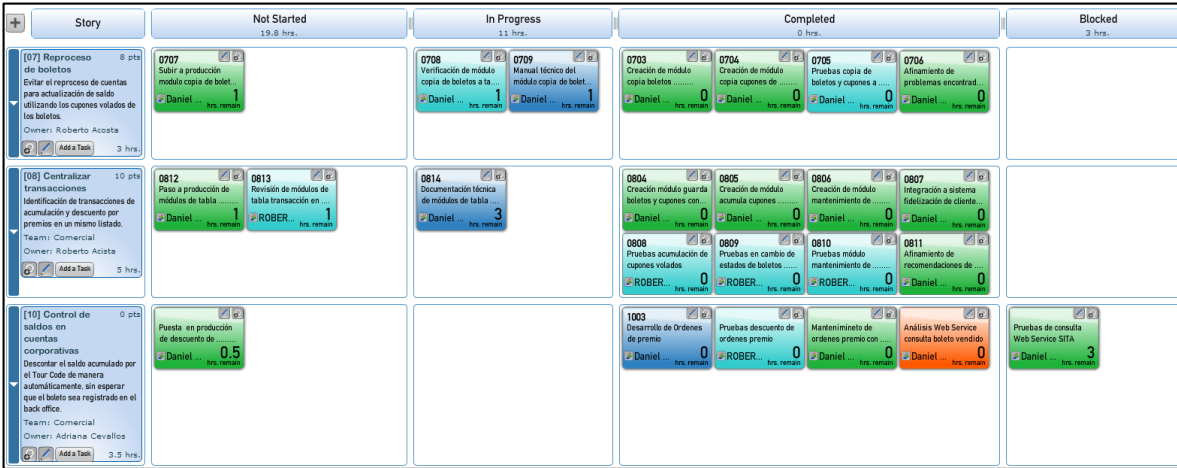 + Story
Not Started
19.8 hrs.
In Progress
11 hrs.
Completed
0 hrs.
Blocked
3 hrs.
[07] Reproceso de boletos 8 pts
Evitar el reproceso de cuentas
para actualización de saldo
utilizando los cupones volados de
los boletos.
Owner: Roberto Acosta
Add a Task 3 hrs.
0707
Subir a producción
modulo copia de bolet...
Daniel ... 1
hrs. remain
0708
Verificación de módulo
copia de boletos a ta...
Daniel ... 1
hrs. remain
0709
Manual técnico del
módulo copia de bolet...
Daniel ... 1
hrs. remain
0703
Creación de módulo
copia boletos ........
Daniel ... 0
hrs. remain
0704
Creación de módulo
copia cupones de ......
Daniel ... 0
hrs. remain
0705
Pruebas copia de
boletos y cupones a .....
Daniel ... 0
hrs. remain
0706
Afinamiento de
problemas encontrad...
Daniel ... 0
hrs. remain
[08] Centralizar transacciones 10 pts
Identificación de transacciones de
acumulación y descuento por
premios en un mismo listado.
Team: Comercial
Owner: Roberto Acista
Add a Task 5 hrs.
0812
Paso a producción de
módulos de tabla ........
Daniel ... 1
hrs. remain
0813
Revisión de módulos de
tabla transacción en ....
ROBER... 1
hrs. remain
0814
Documentación técnica
de módulos de tabla .....
Daniel ... 3
hrs. remain
0804
Creación módulo guarda
boletos y cupones con...
Daniel ... 0
hrs. remain
0805
Creación de módulo
acumula cupones .......
Daniel ... 0
hrs. remain
0806
Creación de módulo
mantenimiento de ......
Daniel ... 0
hrs. remain
0807
Integración a sistema
fidelización de cliente...
Daniel ... 0
hrs. remain
0808
Pruebas acumulación de
cupones volados
ROBER... 0
hrs. remain
0809
Pruebas en cambio de
estados de boletos ......
ROBER... 0
hrs. remain
0810
Pruebas módulo
mantenimiento de ......
ROBER... 0
hrs. remain
0811
Afinamiento de
recomendaciones de ....
Daniel ... 0
hrs. remain
[10] Control de 0 pts
saldos en
cuentas
corporativas
Descontar el saldo acumulado por
el Tour Code de manera
automáticamente, sin esperar
que el boleto sea registrado en el
back office.
Team: Comercial
Owner: Adriana Cevallos
Add a Task 3.5 hrs.
Puesta en producción
de descuento de ........
Daniel ... 0.5
hrs. remain
1003
Desarrollo de Ordenes
de premio
Daniel ... 0
hrs. remain
Pruebas descuento de
ordenes premio
ROBER... 0
hrs. remain
Mantenimineto de
ordenes premio con .....
Daniel ... 0
hrs. remain
Análisis Web Service
consulta boleto vendido
Daniel ... 0
hrs. remain
Pruebas de consulta
Web Service SITA
Daniel ... 3
hrs. remain